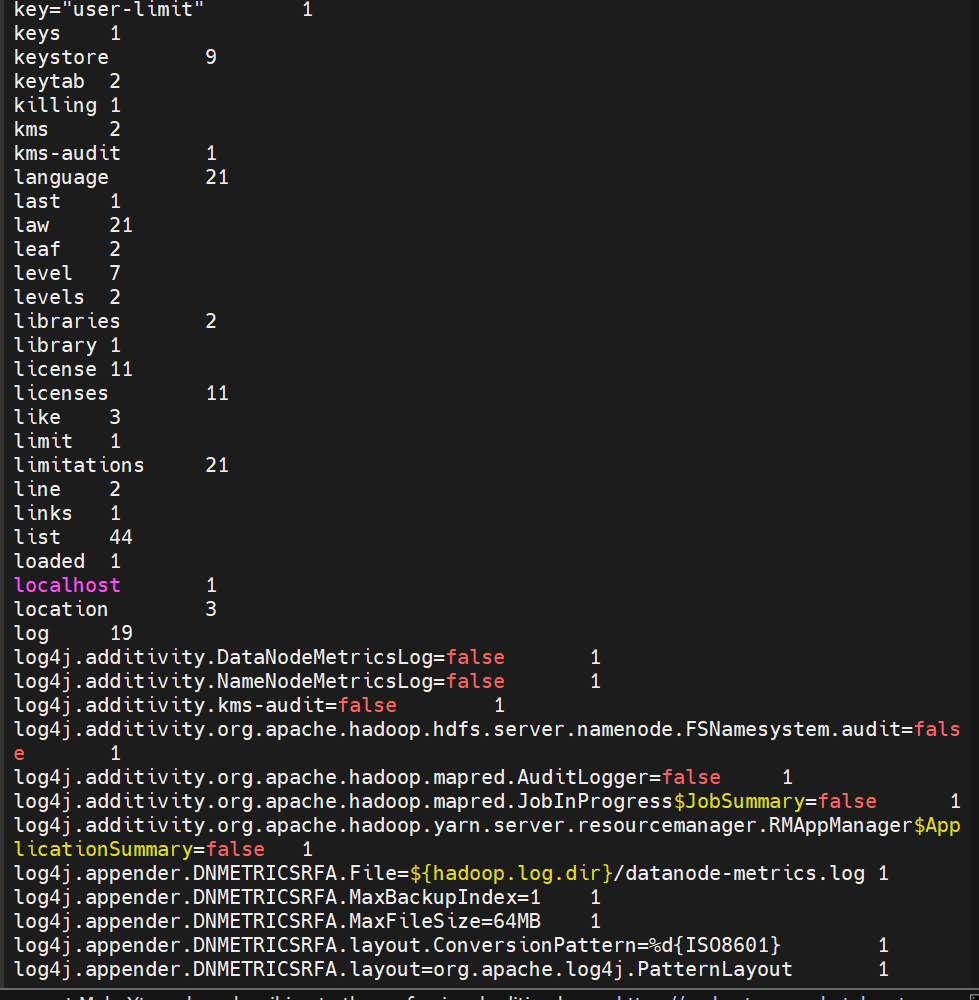 key="user-limit" 1
keys 1
keystore 9
keytab 2
killing 1
kms 2
kms-audit 1
language 21
last 1
law 21
leaf 2
level 7
levels 2
libraries 2
library 1
license 11
licenses 11
like 3
limit 1
limitations 21
line 2
links 1
list 44
loaded 1
localhost 1
location 3
log 19
log4j.additivity.DataNodeMetricsLog=false 1
log4j.additivity.NameNodeMetricsLog=false 1
log4j.additivity.kms-audit=false 1
log4j.additivity.org.apache.hadoop.hdfs.server.namenode.FSNamesystem.audit=fals
e 1
log4j.additivity.org.apache.hadoop.mapred.AuditLogger=false 1
log4j.additivity.org.apache.hadoop.mapred.JobInProgress$JobSummary=false 1
log4j.additivity.org.apache.hadoop.yarn.server.resourcemanager.RMAppManager$App
licationSummary=false 1
log4j.appender.DNMETRICSRFA.File=${hadoop.log.dir}/datanode-metrics.log 1
log4j.appender.DNMETRICSRFA.MaxBackupIndex=1 1
log4j.appender.DNMETRICSRFA.MaxFileSize=64MB 1
log4j.appender.DNMETRICSRFA.layout.ConversionPattern=%d{ISO8601} 1
log4j.appender.DNMETRICSRFA.layout=org.apache.log4j.PatternLayout 1